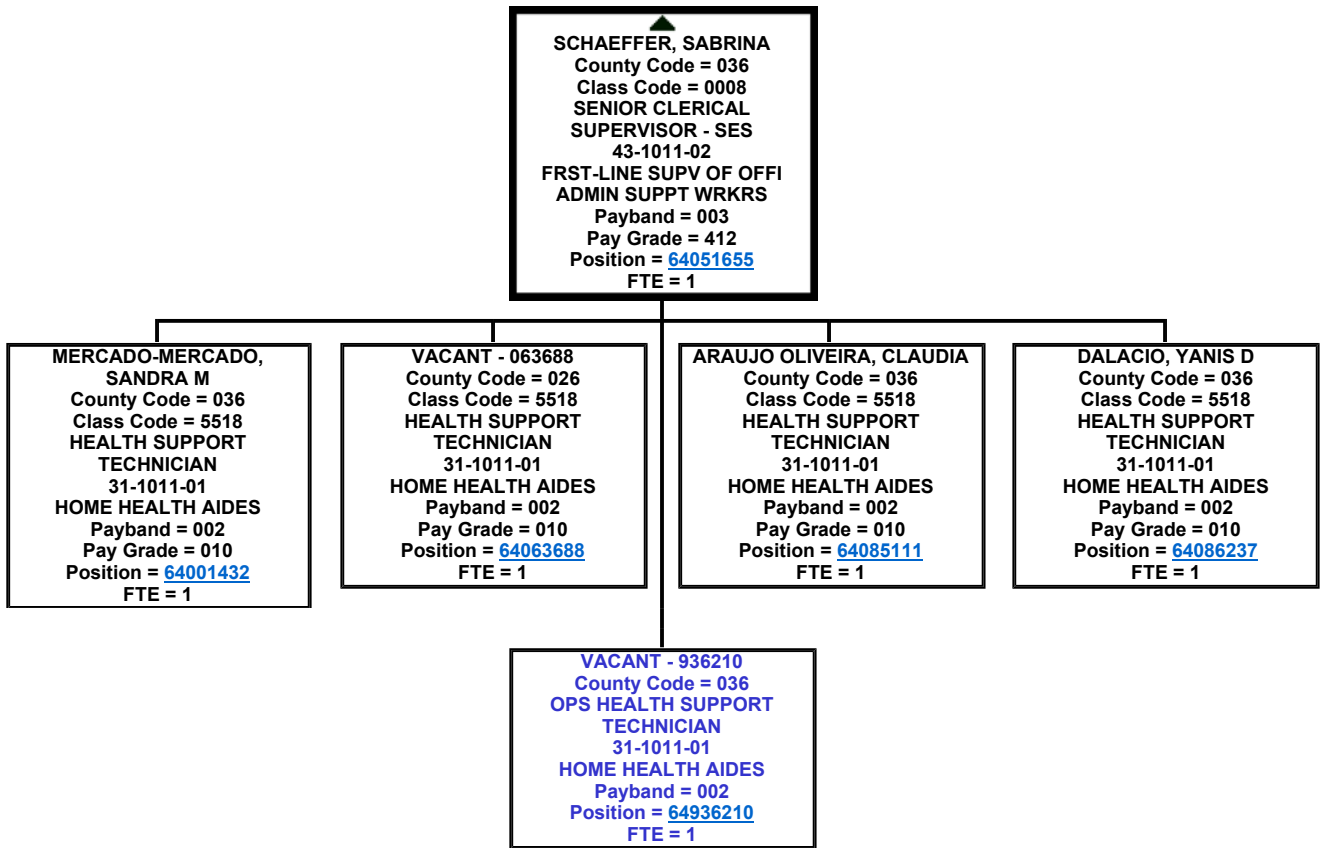 SCHAEFFER, SABRINA
County Code = 036
Class Code = 0008
SENIOR CLERICAL
SUPERVISOR - SES
43-1011-02
FRST-LINE SUPV OF OFFI
ADMIN SUPPT WRKRS
Payband = 003
Pay Grade = 412
Position = 64051655
FTE = 1
MERCADO-MERCADO,
SANDRA M
County Code = 036
Class Code = 5518
HEALTH SUPPORT
TECHNICIAN
31-1011-01
HOME HEALTH AIDES
Payband = 002
Pay Grade = 010
Position = 64001432
FTE = 1
VACANT - 063688
County Code = 026
Class Code = 5518
HEALTH SUPPORT
TECHNICIAN
31-1011-01
HOME HEALTH AIDES
Payband = 002
Pay Grade = 010
Position = 64063688
FTE = 1
ARAUJO OLIVEIRA, CLAUDIA
County Code = 036
Class Code = 5518
HEALTH SUPPORT
TECHNICIAN
31-1011-01
HOME HEALTH AIDES
Payband = 002
Pay Grade = 010
Position = 64085111
FTE = 1
DALACIO, YANIS D
County Code = 036
Class Code = 5518
HEALTH SUPPORT
TECHNICIAN
31-1011-01
HOME HEALTH AIDES
Payband = 002
Pay Grade = 010
Position = 64086237
FTE = 1
VACANT - 936210
County Code = 036
OPS HEALTH SUPPORT
TECHNICIAN
31-1011-01
HOME HEALTH AIDES
Payband = 002
Position = 64936210
FTE = 1